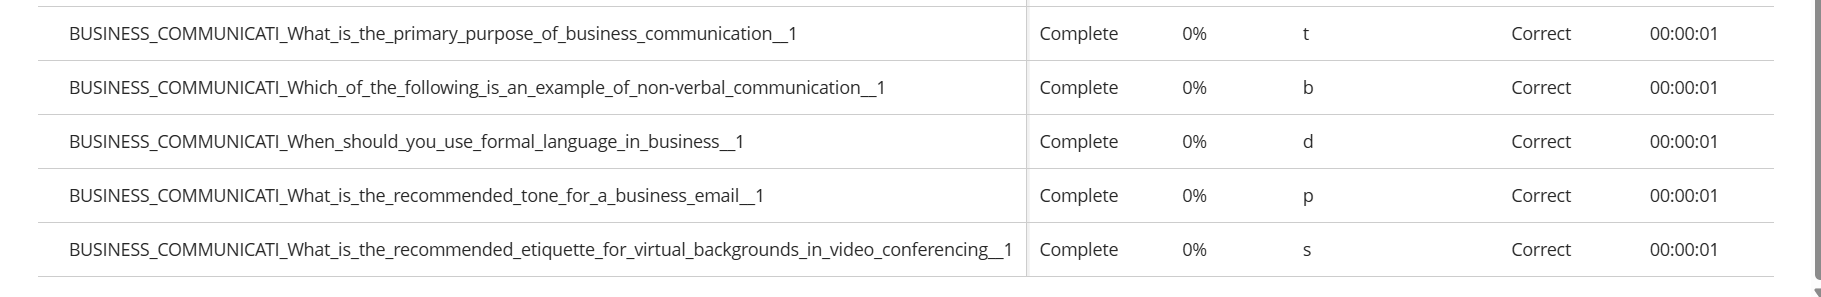 BUSINESS_COMMUNICATI_What_is_the_primary_purpose_of_business_communication__1 Complete 0% t Correct 00:00:01
BUSINESS_COMMUNICATI_Which_of_the_following_is_an_example_of_non-verbal_communication__1 Complete 0% b Correct 00:00:01
BUSINESS_COMMUNICATI_When_should_you_use_formal_language_in_business__1 Complete 0% d Correct 00:00:01
BUSINESS_COMMUNICATI_What_is_the_recommended_tone_for_a_business_email__1 Complete 0% p Correct 00:00:01
BUSINESS_COMMUNICATI_What_is_the_recommended_etiquette_for_virtual_backgrounds_in_video_conferencing__1 Complete 0% s Correct 00:00:01